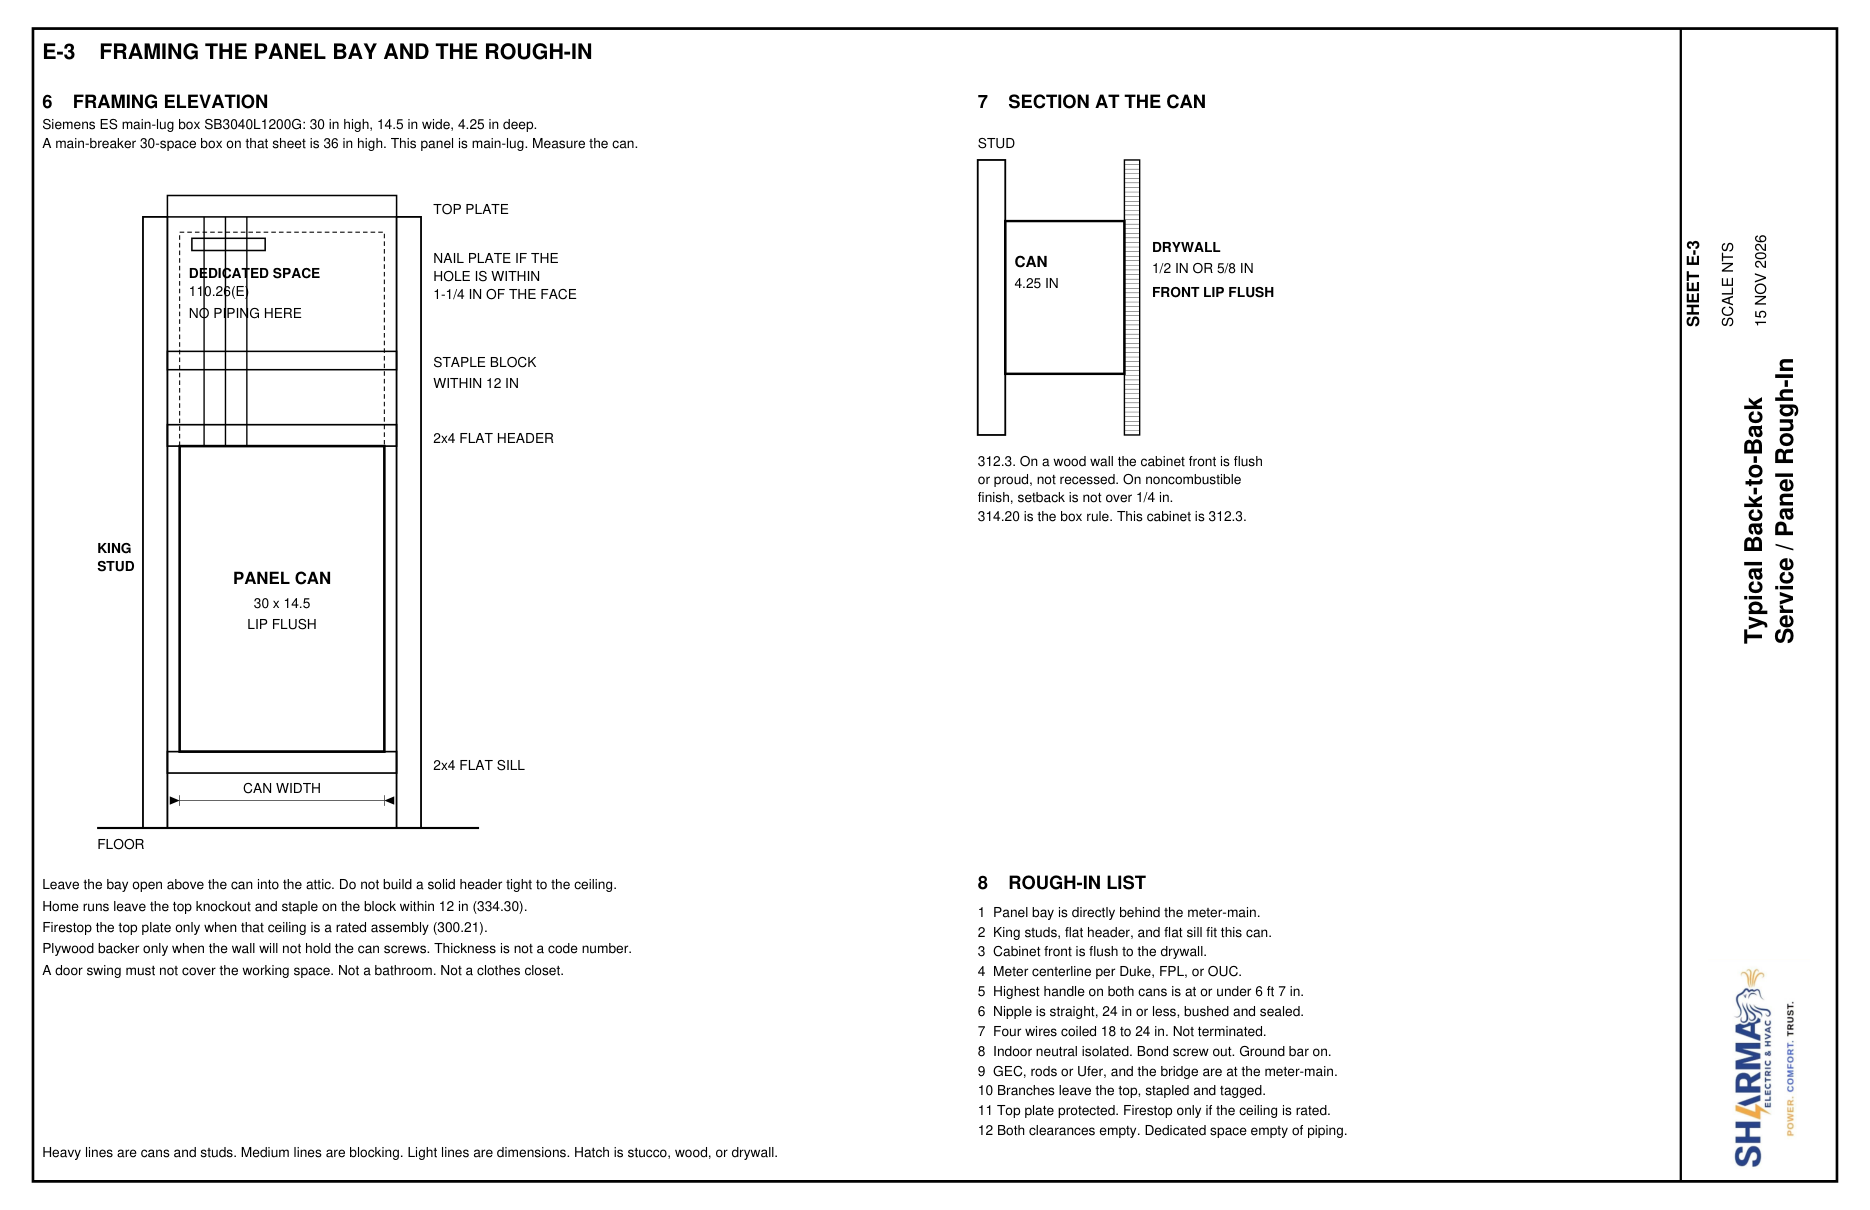 E-3 FRAMING THE PANEL BAY AND THE ROUGH-IN
6 FRAMING ELEVATION
Siemens ES main-lug box SB3040L1200G: 30 in high, 14.5 in wide, 4.25 in deep.
A main-breaker 30-space box on that sheet is 36 in high. This panel is main-lug. Measure the can.
TOP PLATE
NAIL PLATE IF THE
HOLE IS WITHIN
1-1/4 IN OF THE FACE
DEDICATED SPACE
110.26(E)
NO PIPING HERE
STAPLE BLOCK
WITHIN 12 IN
2x4 FLAT HEADER
KING
STUD
PANEL CAN
30 x 14.5
LIP FLUSH
2x4 FLAT SILL
CAN WIDTH
FLOOR
Leave the bay open above the can into the attic. Do not build a solid header tight to the ceiling.
Home runs leave the top knockout and staple on the block within 12 in (334.30).
Firestop the top plate only when that ceiling is a rated assembly (300.21).
Plywood backer only when the wall will not hold the can screws. Thickness is not a code number.
A door swing must not cover the working space. Not a bathroom. Not a clothes closet.
Heavy lines are cans and studs. Medium lines are blocking. Light lines are dimensions. Hatch is stucco, wood, or drywall.
7 SECTION AT THE CAN
STUD
CAN
4.25 IN
DRYWALL
1/2 IN OR 5/8 IN
FRONT LIP FLUSH
312.3. On a wood wall the cabinet front is flush
or proud, not recessed. On noncombustible
finish, setback is not over 1/4 in.
314.20 is the box rule. This cabinet is 312.3.
8 ROUGH-IN LIST
1 Panel bay is directly behind the meter-main.
2 King studs, flat header, and flat sill fit this can.
3 Cabinet front is flush to the drywall.
4 Meter centerline per Duke, FPL, or OUC.
5 Highest handle on both cans is at or under 6 ft 7 in.
6 Nipple is straight, 24 in or less, bushed and sealed.
7 Four wires coiled 18 to 24 in. Not terminated.
8 Indoor neutral isolated. Bond screw out. Ground bar on.
9 GEC, rods or Ufer, and the bridge are at the meter-main.
10 Branches leave the top, stapled and tagged.
11 Top plate protected. Firestop only if the ceiling is rated.
12 Both clearances empty. Dedicated space empty of piping.
SHEET E-3
SCALE NTS
15 NOV 2026
Typical Back-to-Back
Service / Panel Rough-In
SHARMA
ELECTRIC & HVAC
POWER. COMFORT. TRUST.